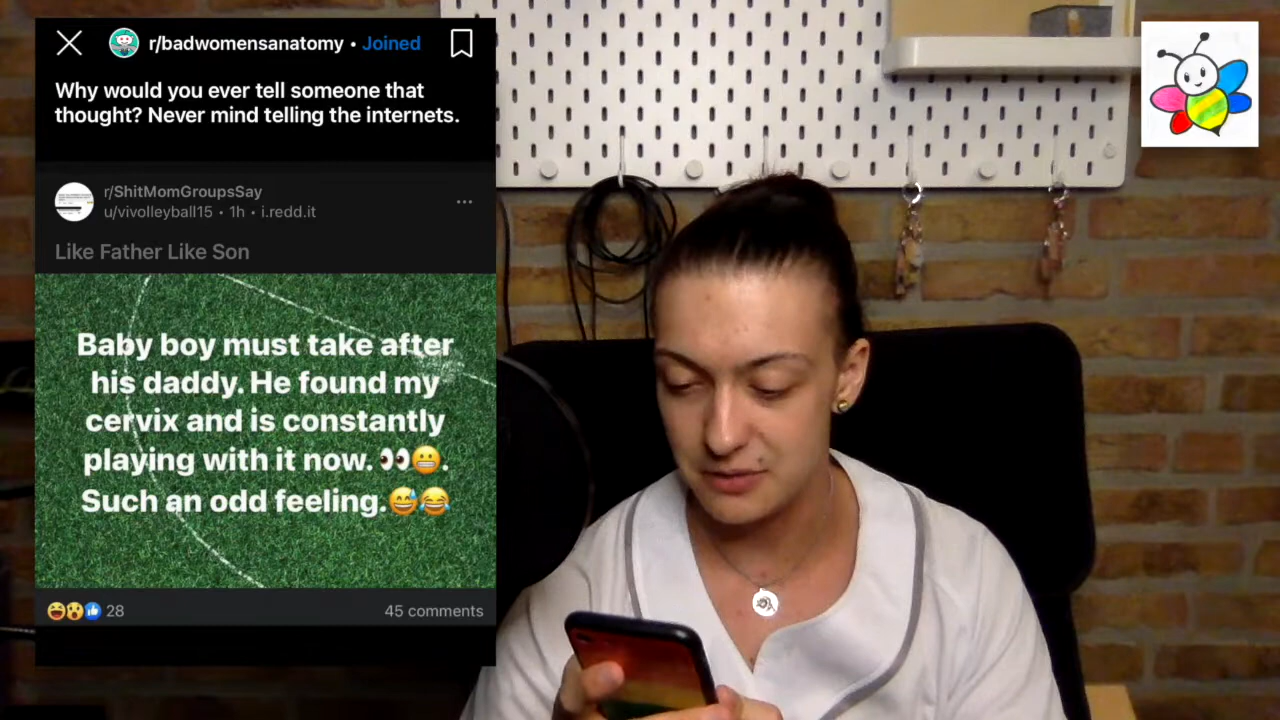 r/badwomensanatomy • Joined
Why would you ever tell someone that
thought? Never mind telling the internets.
r/ShitMomGroupsSay
u/vivolleyball15 • 1h • i.redd.it
Like Father Like Son
Baby boy must take after
his daddy. He found my
cervix and is constantly
playing with it now. 👀😬.
Such an odd feeling.😅😂
28
45 comments